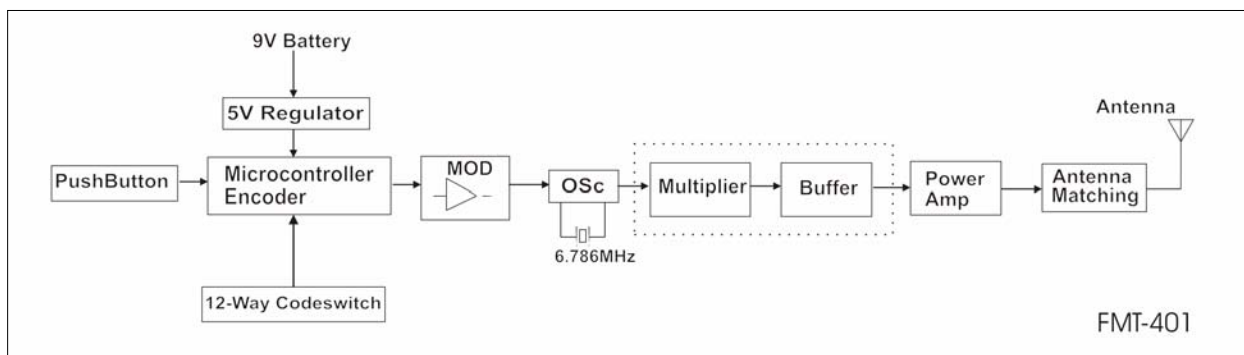 9V Battery
5V Regulator
Antenna
PushButton
Microcontroller
Encoder
MOD
OSc
6.786MHz
Multiplier
Buffer
Power
Amp
Antenna
Matching
12-Way Codeswitch
FMT-401